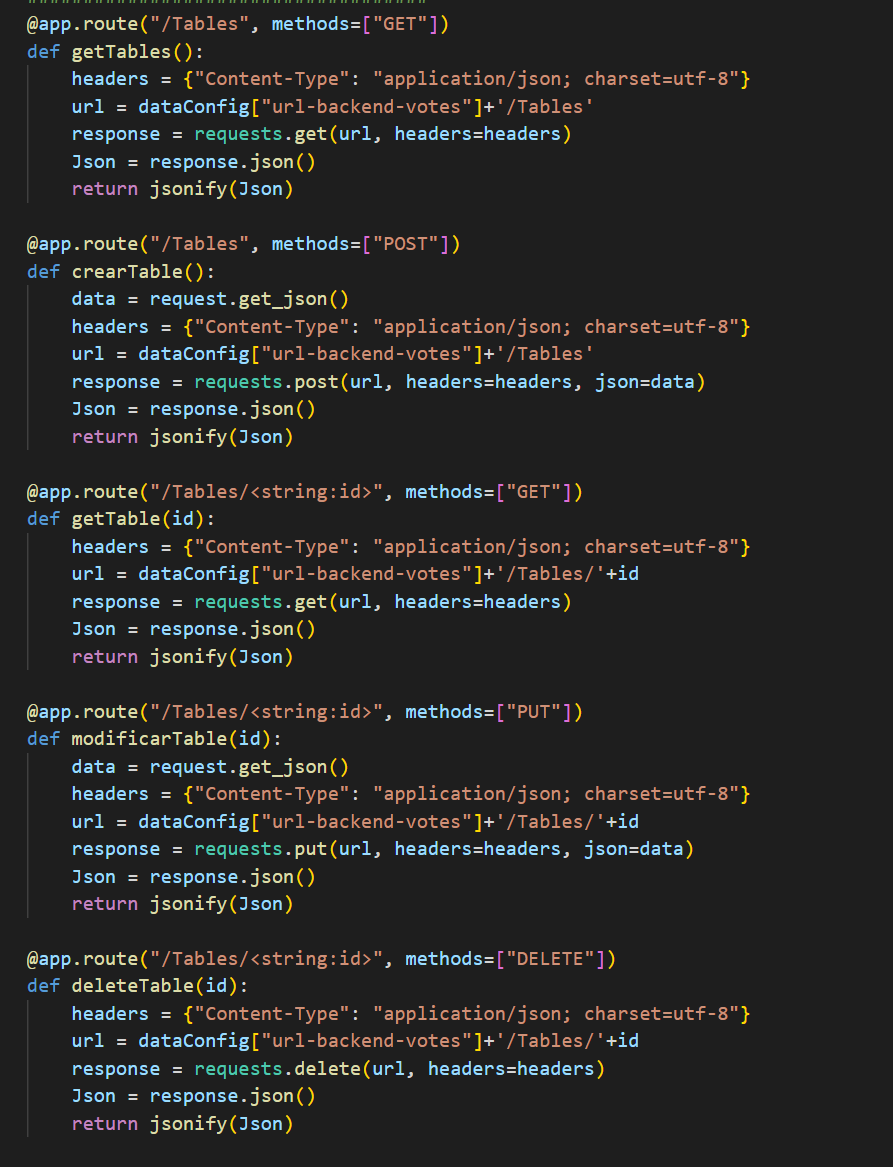 @app.route("/Tables", methods=["GET"])
def getTables():
    headers = {"Content-Type": "application/json; charset=utf-8"}
    url = dataConfig["url-backend-votes"]+'/Tables'
    response = requests.get(url, headers=headers)
    Json = response.json()
    return jsonify(Json)

@app.route("/Tables", methods=["POST"])
def crearTable():
    data = request.get_json()
    headers = {"Content-Type": "application/json; charset=utf-8"}
    url = dataConfig["url-backend-votes"]+'/Tables'
    response = requests.post(url, headers=headers, json=data)
    Json = response.json()
    return jsonify(Json)

@app.route("/Tables/<string:id>", methods=["GET"])
def getTable(id):
    headers = {"Content-Type": "application/json; charset=utf-8"}
    url = dataConfig["url-backend-votes"]+'/Tables/'+id
    response = requests.get(url, headers=headers)
    Json = response.json()
    return jsonify(Json)

@app.route("/Tables/<string:id>", methods=["PUT"])
def modificarTable(id):
    data = request.get_json()
    headers = {"Content-Type": "application/json; charset=utf-8"}
    url = dataConfig["url-backend-votes"]+'/Tables/'+id
    response = requests.put(url, headers=headers, json=data)
    Json = response.json()
    return jsonify(Json)

@app.route("/Tables/<string:id>", methods=["DELETE"])
def deleteTable(id):
    headers = {"Content-Type": "application/json; charset=utf-8"}
    url = dataConfig["url-backend-votes"]+'/Tables/'+id
    response = requests.delete(url, headers=headers)
    Json = response.json()
    return jsonify(Json)